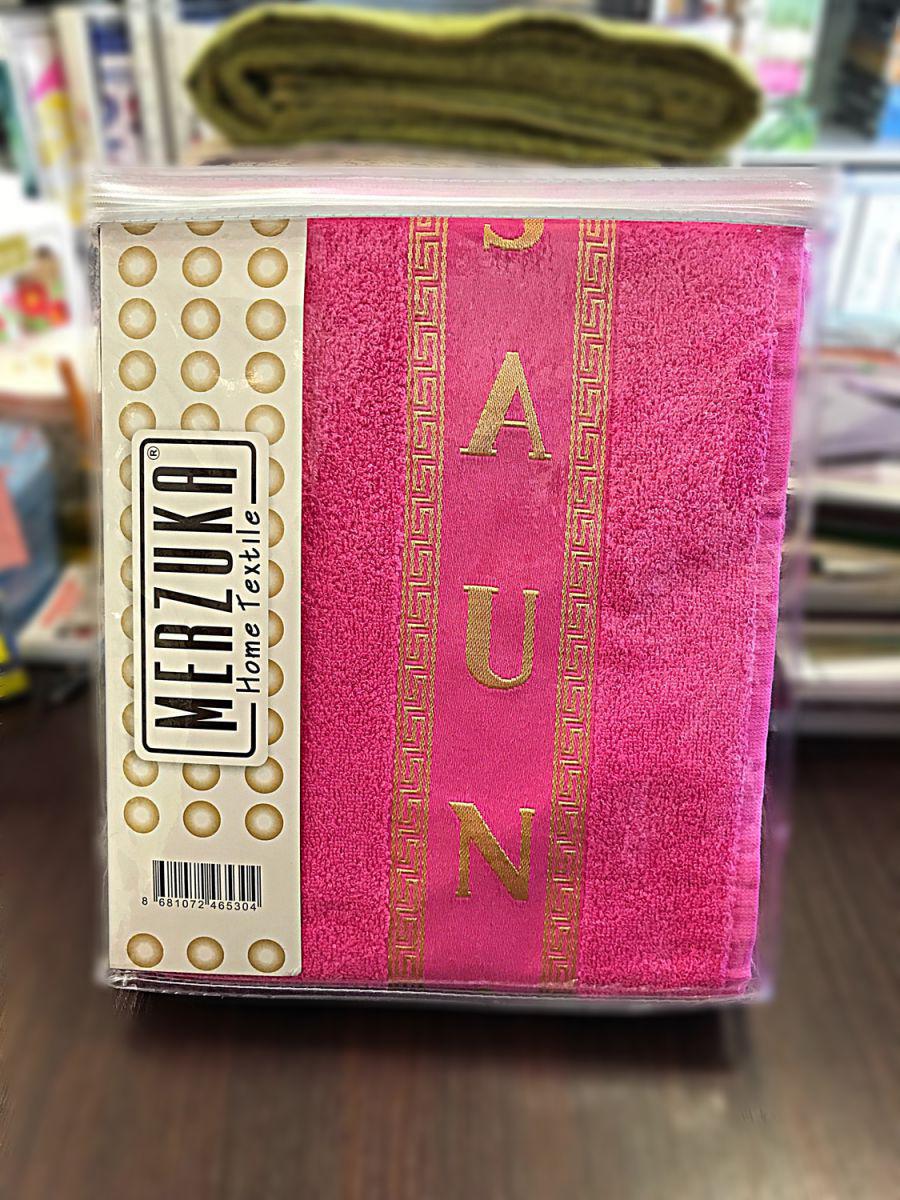 MERZUKA®
Home Textile
8 681072 465304
S
A
U
N